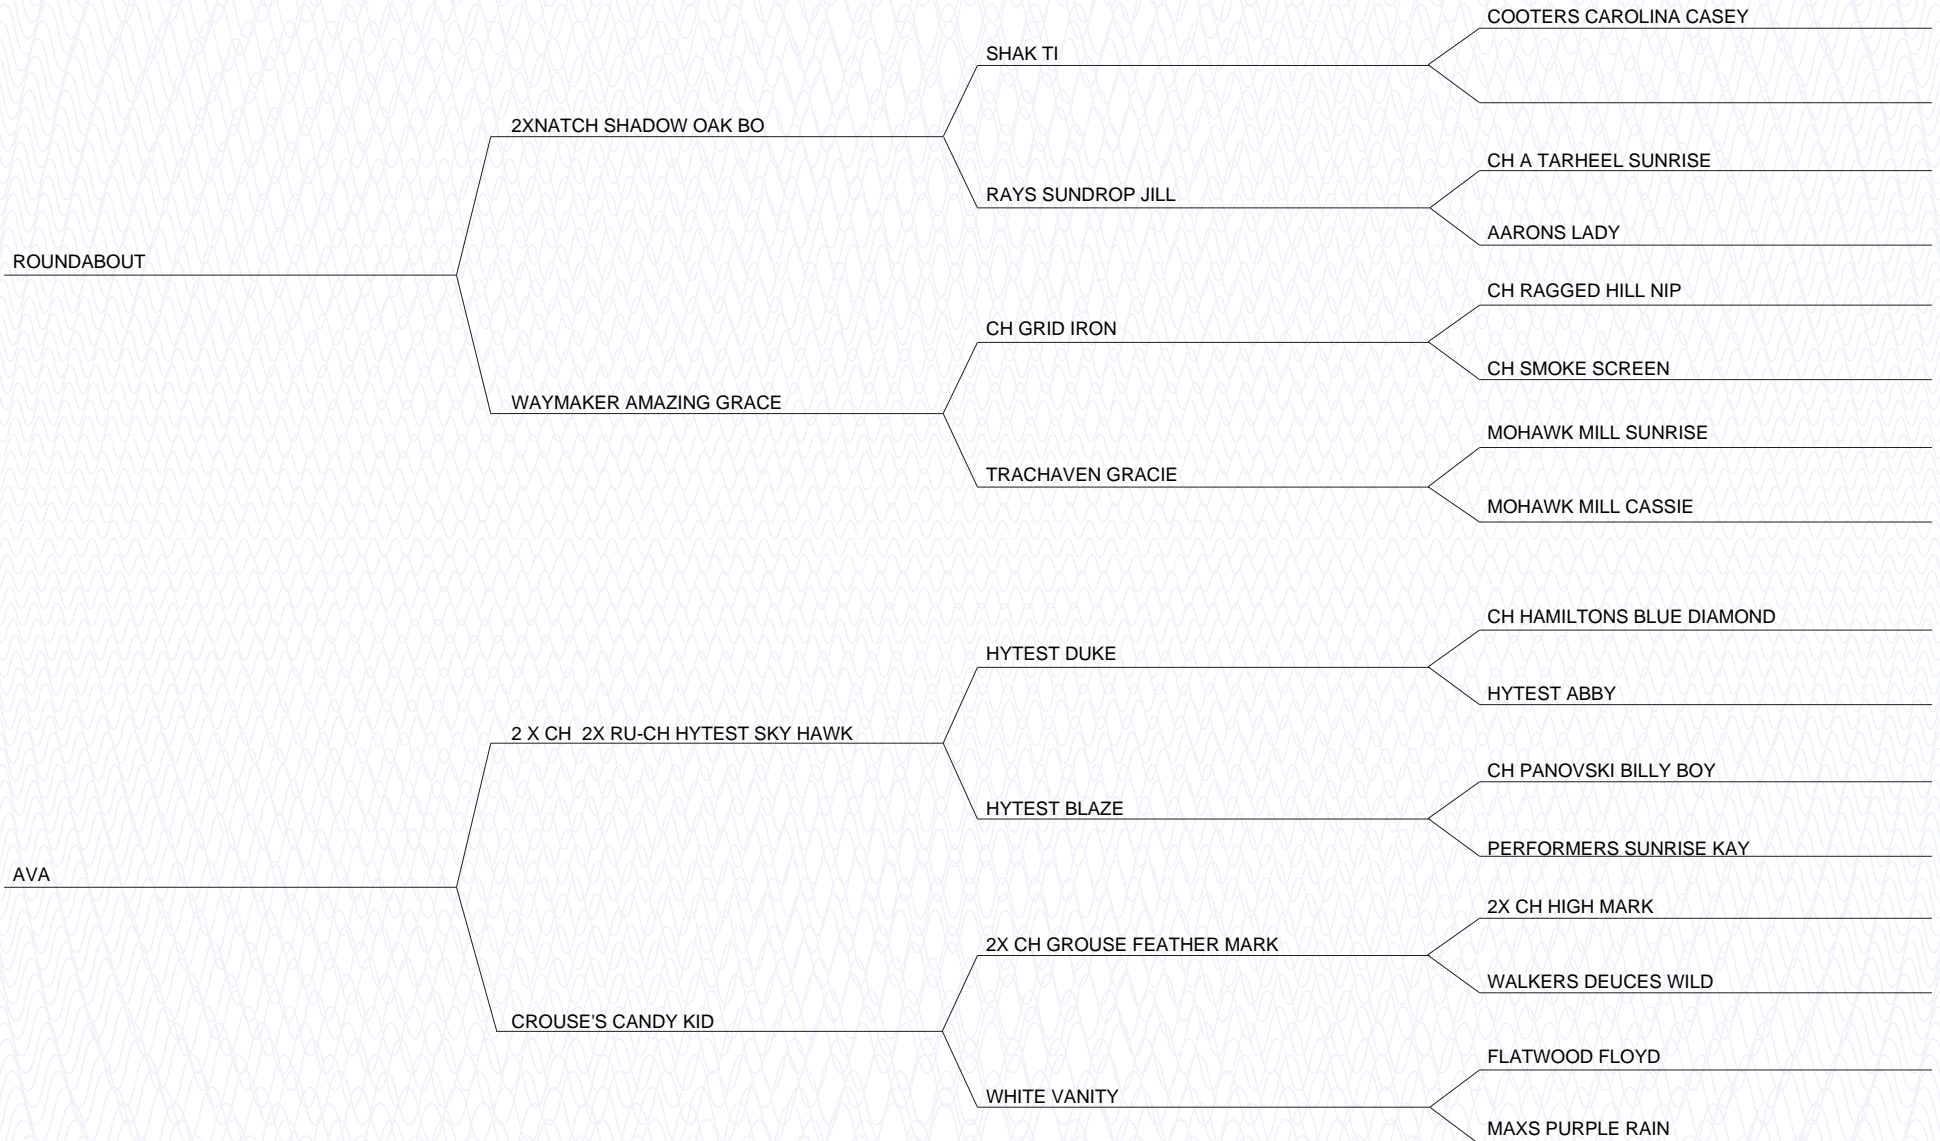 COOTERS CAROLINA CASEY
SHAK TI
2XNATCH SHADOW OAK BO
CH A TARHEEL SUNRISE
RAYS SUNDROP JILL
AARONS LADY
ROUNDABOUT
CH RAGGED HILL NIP
CH GRID IRON
CH SMOKE SCREEN
WAYMAKER AMAZING GRACE
MOHAWK MILL SUNRISE
TRACHAVEN GRACIE
MOHAWK MILL CASSIE
CH HAMILTONS BLUE DIAMOND
HYTEST DUKE
HYTEST ABBY
2 X CH  2X RU-CH HYTEST SKY HAWK
CH PANOVSKI BILLY BOY
HYTEST BLAZE
PERFORMERS SUNRISE KAY
AVA
2X CH HIGH MARK
2X CH GROUSE FEATHER MARK
WALKERS DEUCES WILD
CROUSE'S CANDY KID
FLATWOOD FLOYD
WHITE VANITY
MAXS PURPLE RAIN